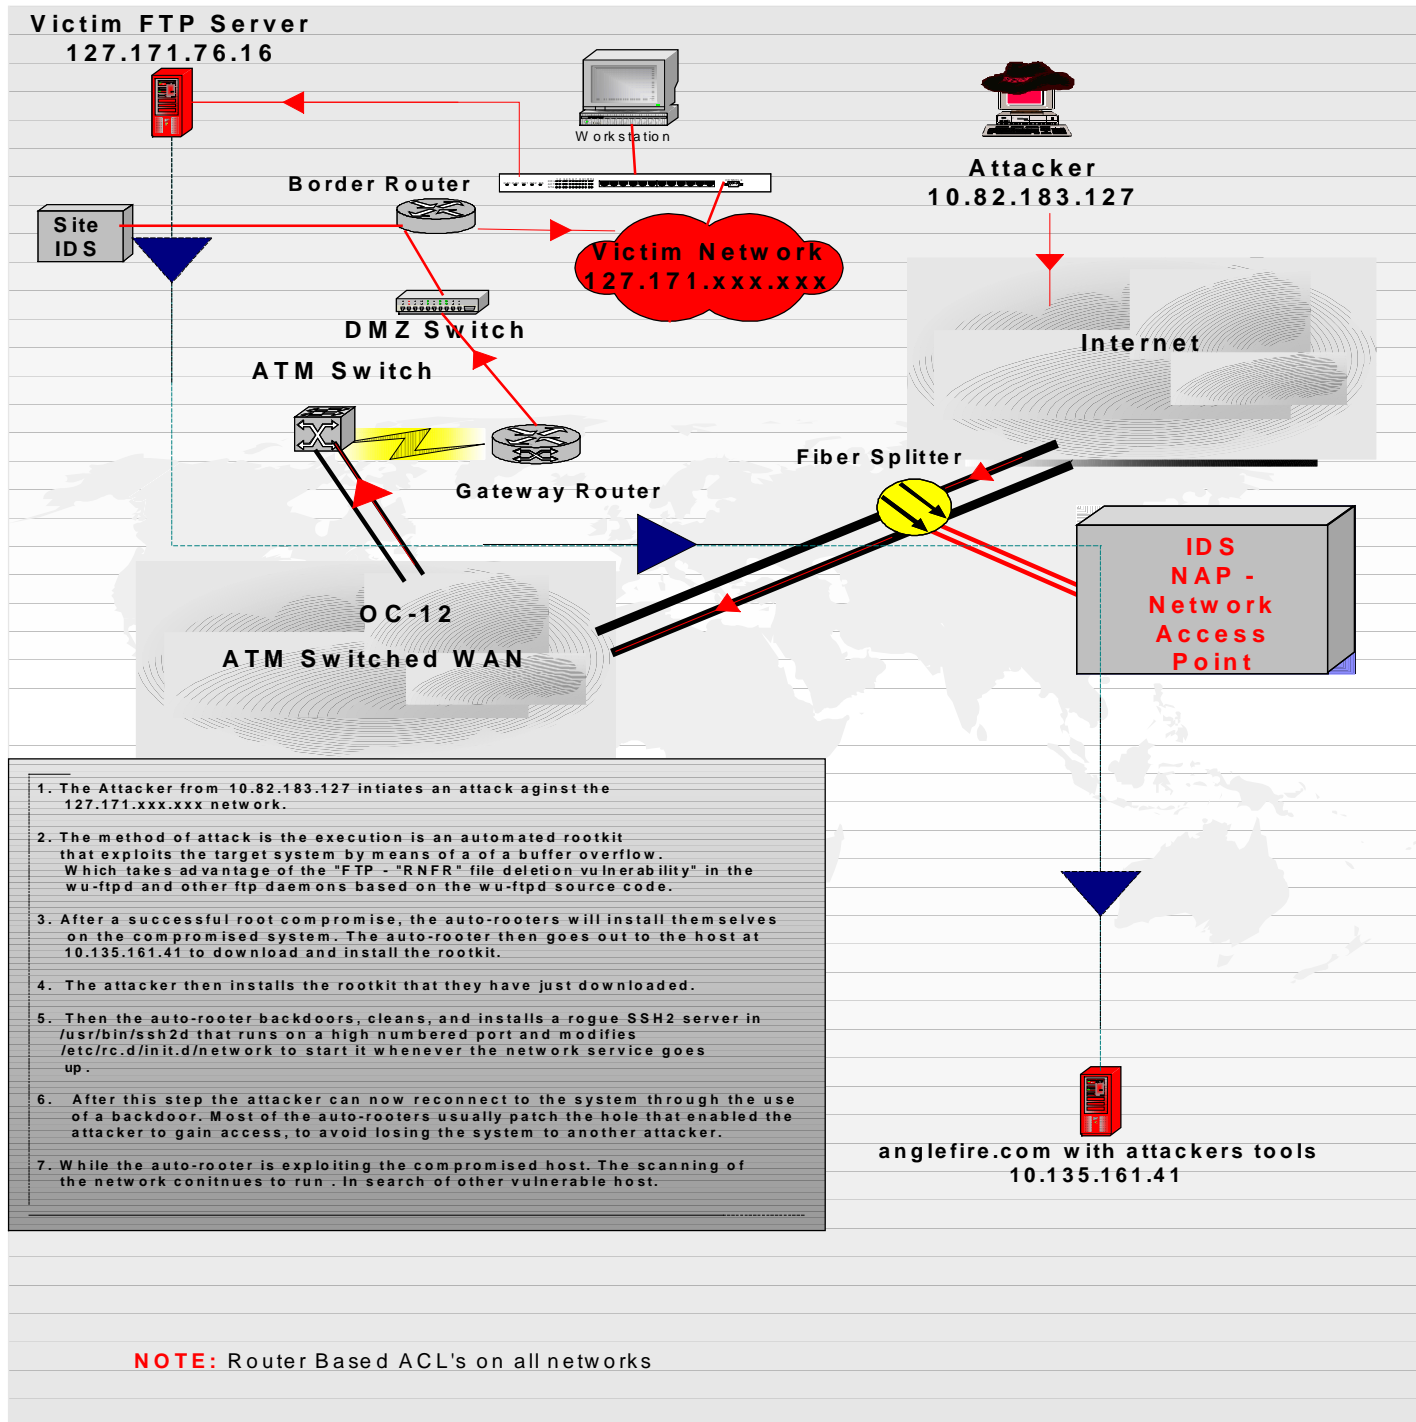 Victim FTP Server
127.171.76.16
Workstation
Attacker
10.82.183.127
Border Router
Site
IDS
Victim Network
127.171.xxx.xxx
DMZ Switch
Internet
ATM Switch
Fiber Splitter
Gateway Router
IDS
NAP -
Network
Access
Point
OC-12
ATM Switched WAN
1. The Attacker from 10.82.183.127 intiates an attack aginst the
127.171.xxx.xxx network.
2. The method of attack is the execution is an automated rootkit
that exploits the target system by means of a of a buffer overflow.
Which takes advantage of the "FTP - "RNFR" file deletion vulnerability" in the
wu-ftpd and other ftp daemons based on the wu-ftpd source code.
3. After a successful root compromise, the auto-rooters will install themselves
on the compromised system. The auto-rooter then goes out to the host at
10.135.161.41 to download and install the rootkit.
4. The attacker then installs the rootkit that they have just downloaded.
5. Then the auto-rooter backdoors, cleans, and installs a rogue SSH2 server in
/usr/bin/ssh2d that runs on a high numbered port and modifies
/etc/rc.d/init.d/network to start it whenever the network service goes
up.
6. After this step the attacker can now reconnect to the system through the use
of a backdoor. Most of the auto-rooters usually patch the hole that enabled the
attacker to gain access, to avoid losing the system to another attacker.
7. While the auto-rooter is exploiting the compromised host. The scanning of
the network conitnues to run . In search of other vulnerable host.
anglefire.com with attackers tools
10.135.161.41
NOTE: Router Based ACL's on all networks